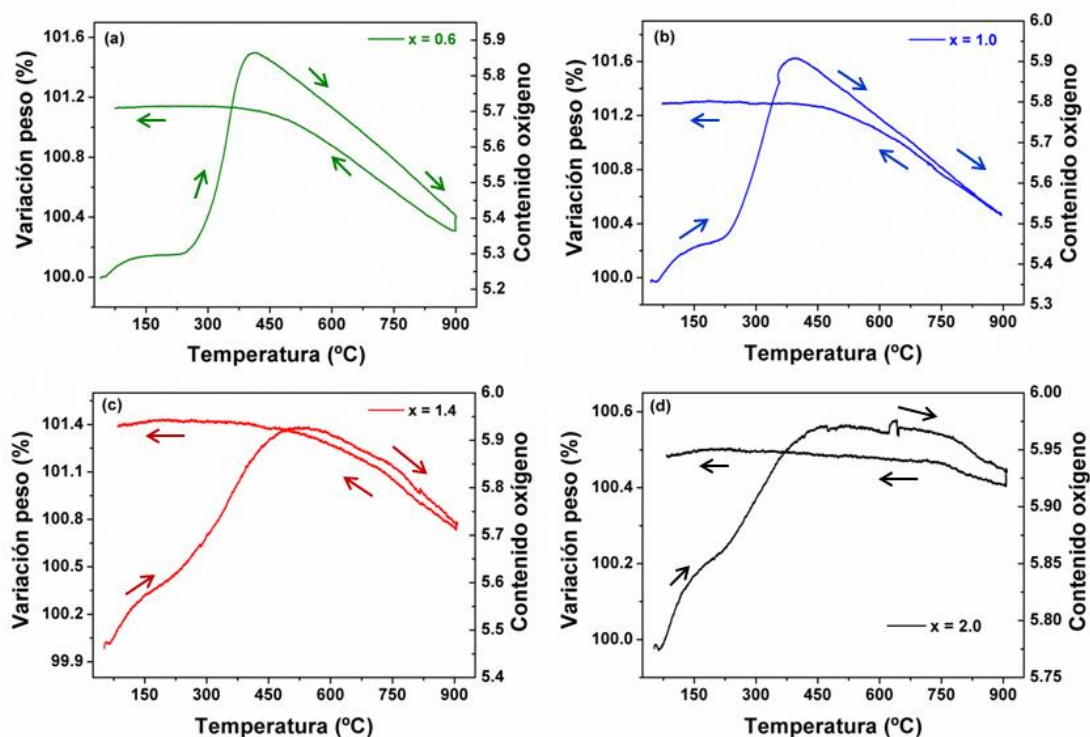 (a)
x = 0.6
Variación peso (%)
101.6
101.2
100.8
100.4
100.0
5.9
5.8
5.7
5.6
5.5
5.4
5.3
5.2
Contenido oxígeno
150 300 450 600 750 900
Temperatura (ºC)
(b)
x = 1.0
Variación peso (%)
101.6
101.2
100.8
100.4
100.0
6.0
5.9
5.8
5.7
5.6
5.5
5.4
5.3
Contenido oxígeno
150 300 450 600 750 900
Temperatura (ºC)
(c)
x = 1.4
Variación peso (%)
101.4
101.1
100.8
100.5
100.2
99.9
6.0
5.9
5.8
5.7
5.6
5.5
5.4
Contenido oxígeno
150 300 450 600 750 900
Temperatura (ºC)
(d)
x = 2.0
Variación peso (%)
100.6
100.4
100.2
100.0
6.00
5.95
5.90
5.85
5.80
5.75
Contenido oxígeno
150 300 450 600 750 900
Temperatura (ºC)